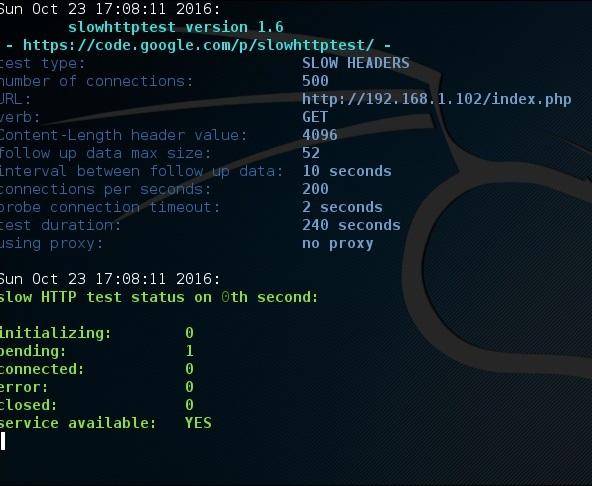 Sun Oct 23 17:08:11 2016:
slowhttptest version 1.6
- https://code.google.com/p/slowhttptest/ -
test type: SLOW HEADERS
number of connections: 500
URL: http://192.168.1.102/index.php
verb: GET
Content-Length header value: 4096
follow up data max size: 52
interval between follow up data: 10 seconds
connections per seconds: 200
probe connection timeout: 2 seconds
test duration: 240 seconds
using proxy: no proxy
Sun Oct 23 17:08:11 2016:
slow HTTP test status on 0th second:
initializing: 0
pending: 1
connected: 0
error: 0
closed: 0
service available: YES